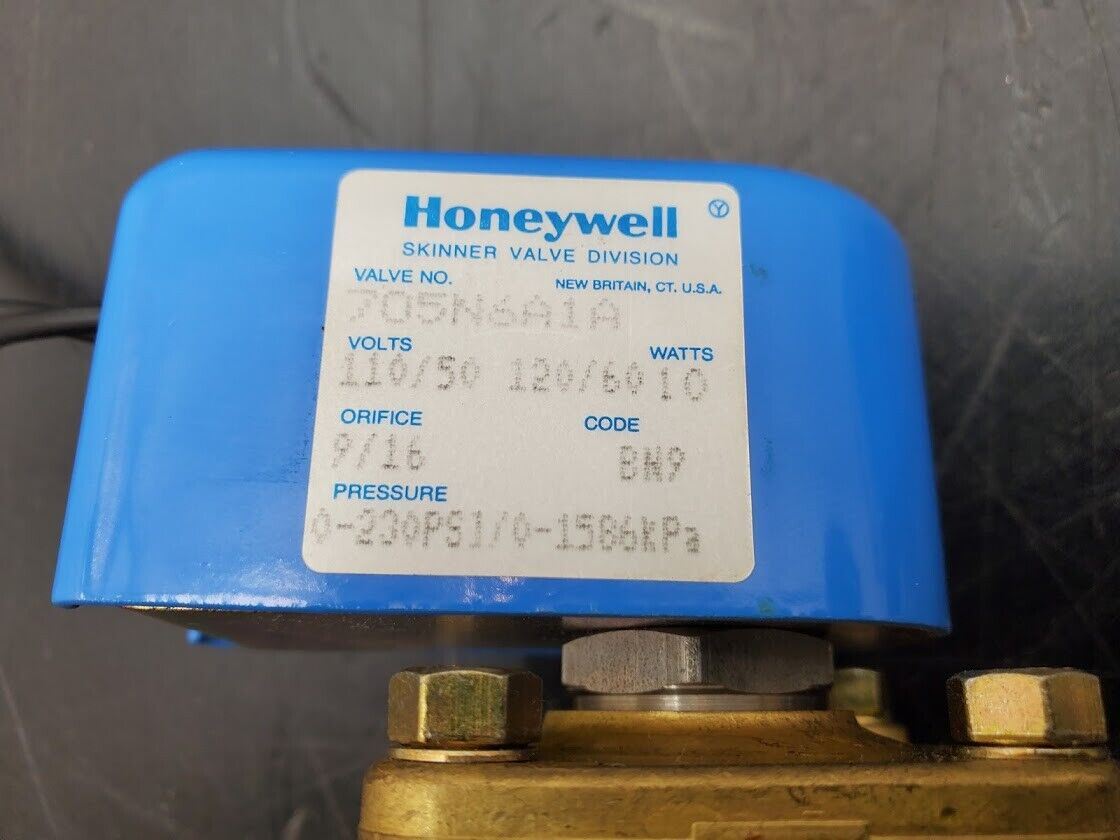 Honeywell Ⓨ
SKINNER VALVE DIVISION
VALVE NO. NEW BRITAIN, CT. U.S.A.
705N6A1A
VOLTS WATTS
110/50 120/60 10
ORIFICE CODE
9/16 BN9
PRESSURE
0-230PS1/0-1586KPa